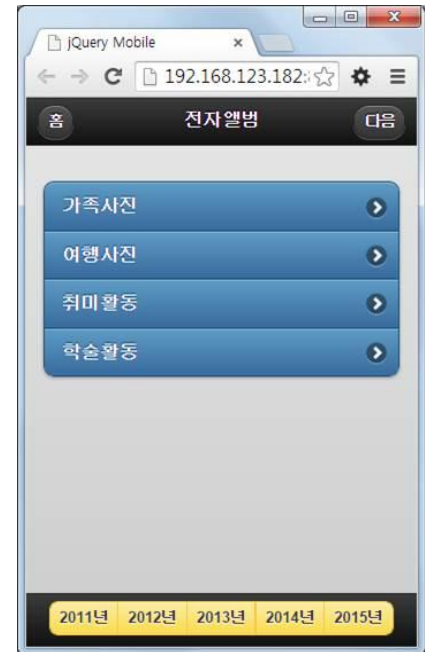 jQuery Mobile
192.168.123.182:
홈 전자앨범 다음
가족사진
여행사진
취미활동
학술활동
2011년 2012년 2013년 2014년 2015년